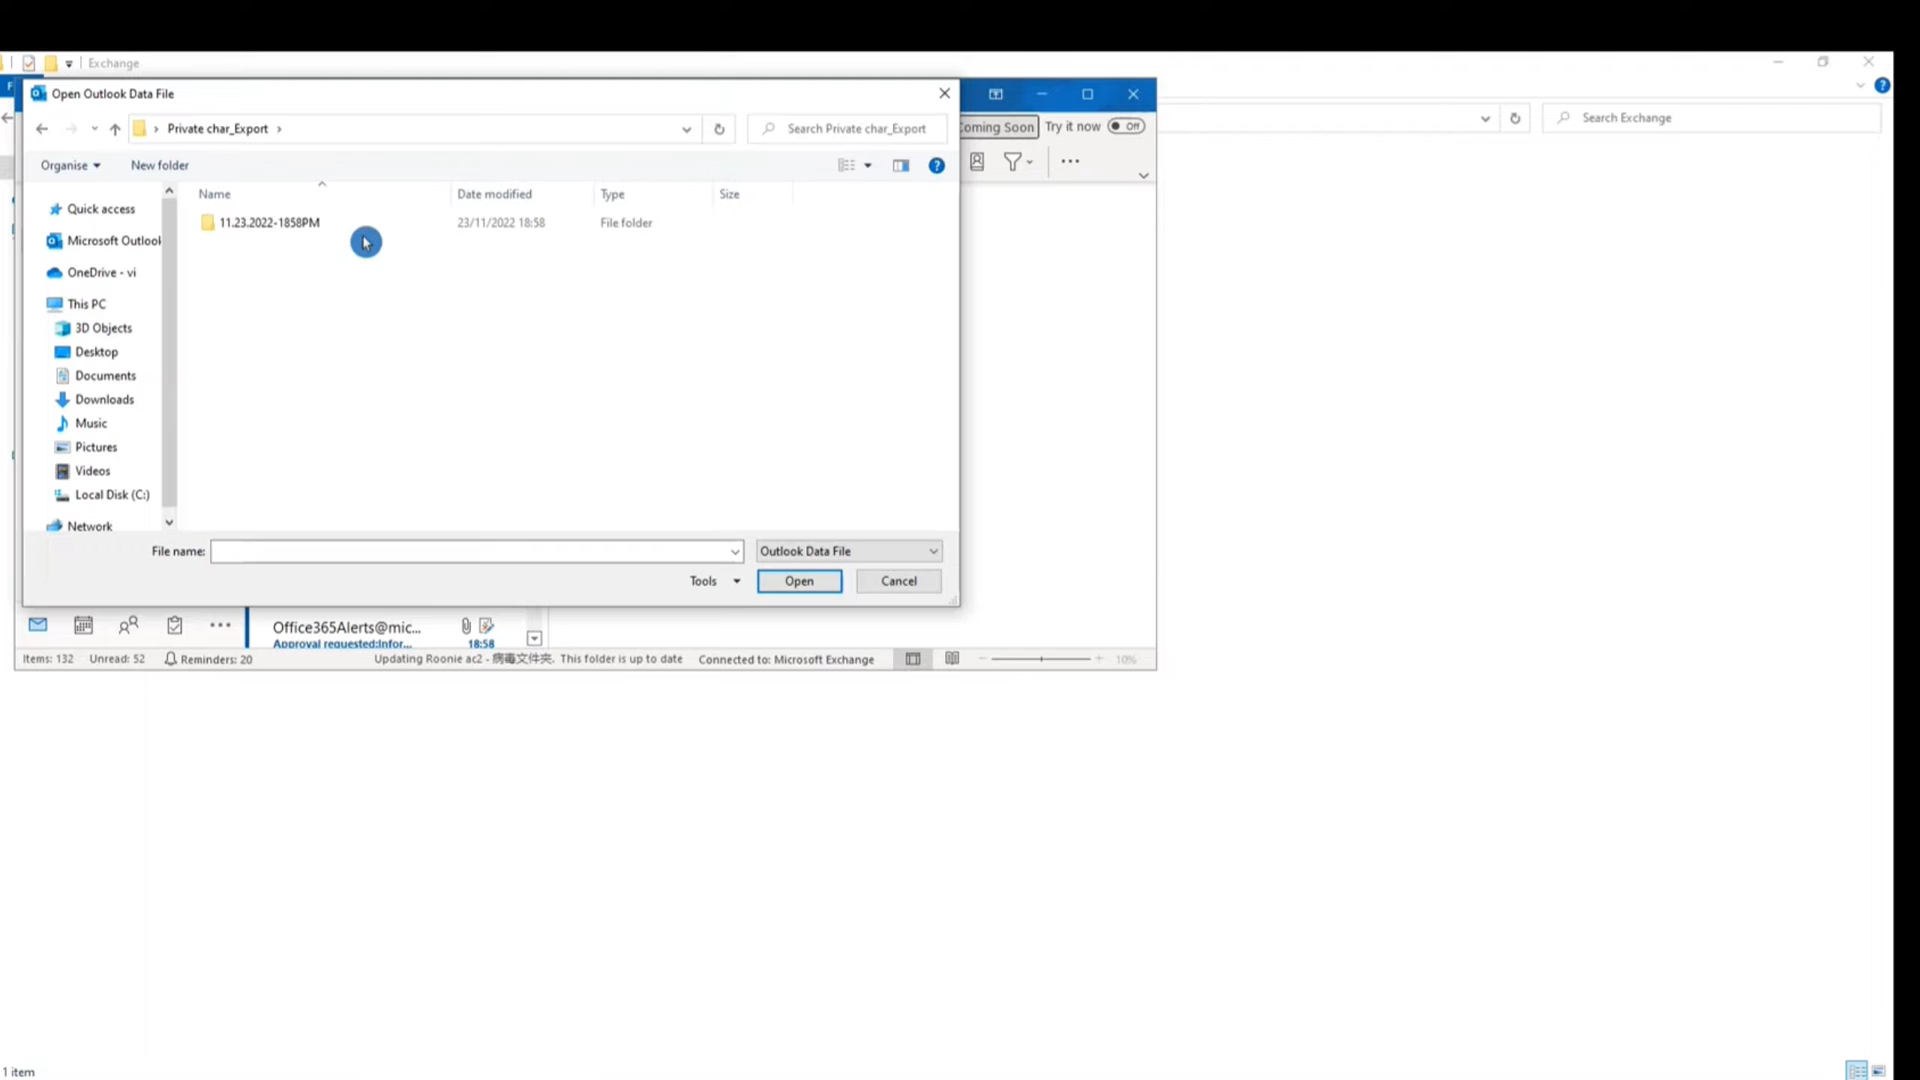 Exchange
Open Outlook Data File
Private char_Export
Search Private char_Export
Coming Soon
Try it now
Off
Search Exchange
Organise
New folder
Name
Date modified
Type
Size
11.23.2022-1858PM
23/11/2022 18:58
File folder
Quick access
Microsoft Outlook
OneDrive - vi
This PC
3D Objects
Desktop
Documents
Downloads
Music
Pictures
Videos
Local Disk (C:)
Network
File name:
Outlook Data File
Tools
Open
Cancel
Office365Alerts@mic...
Approval requested:Infor...
18:58
Items: 132
Unread: 52
Reminders: 20
Updating Roonie ac2 - 病毒文件夹. This folder is up to date
Connected to: Microsoft Exchange
10%
1 item